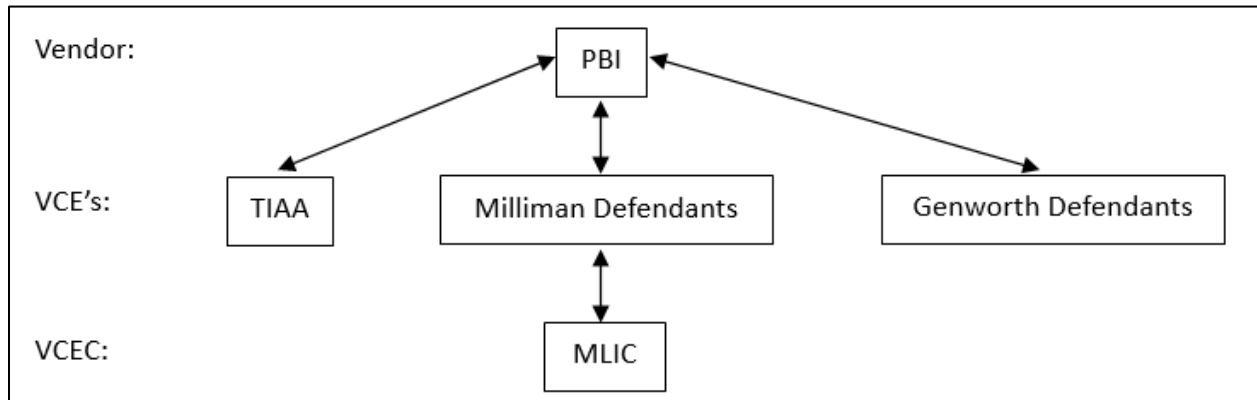 Vendor:
PBI
VCE’s:
TIAA
Milliman Defendants
Genworth Defendants
VCEC:
MLIC